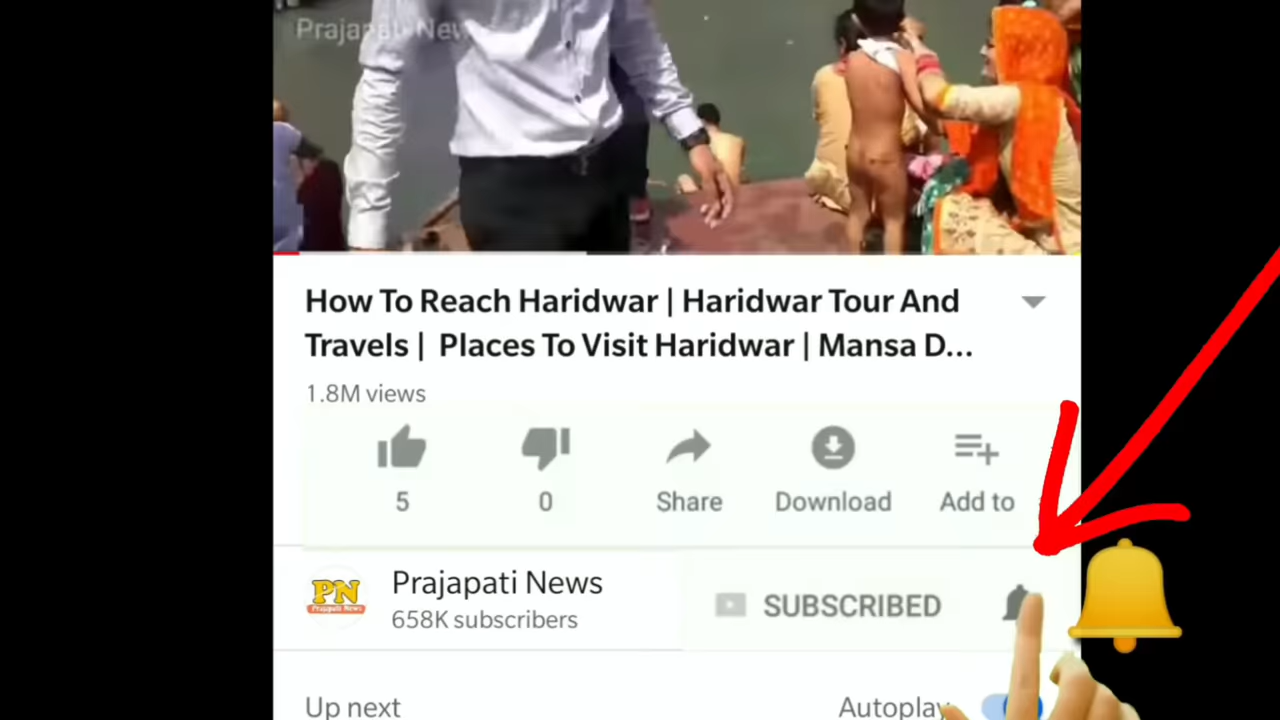 Prajapati News
How To Reach Haridwar | Haridwar Tour And
Travels | Places To Visit Haridwar | Mansa D...
1.8M views
5
0
Share
Download
Add to
PN
Prajapati News
Prajapati News
658K subscribers
SUBSCRIBED
Up next
Autoplay